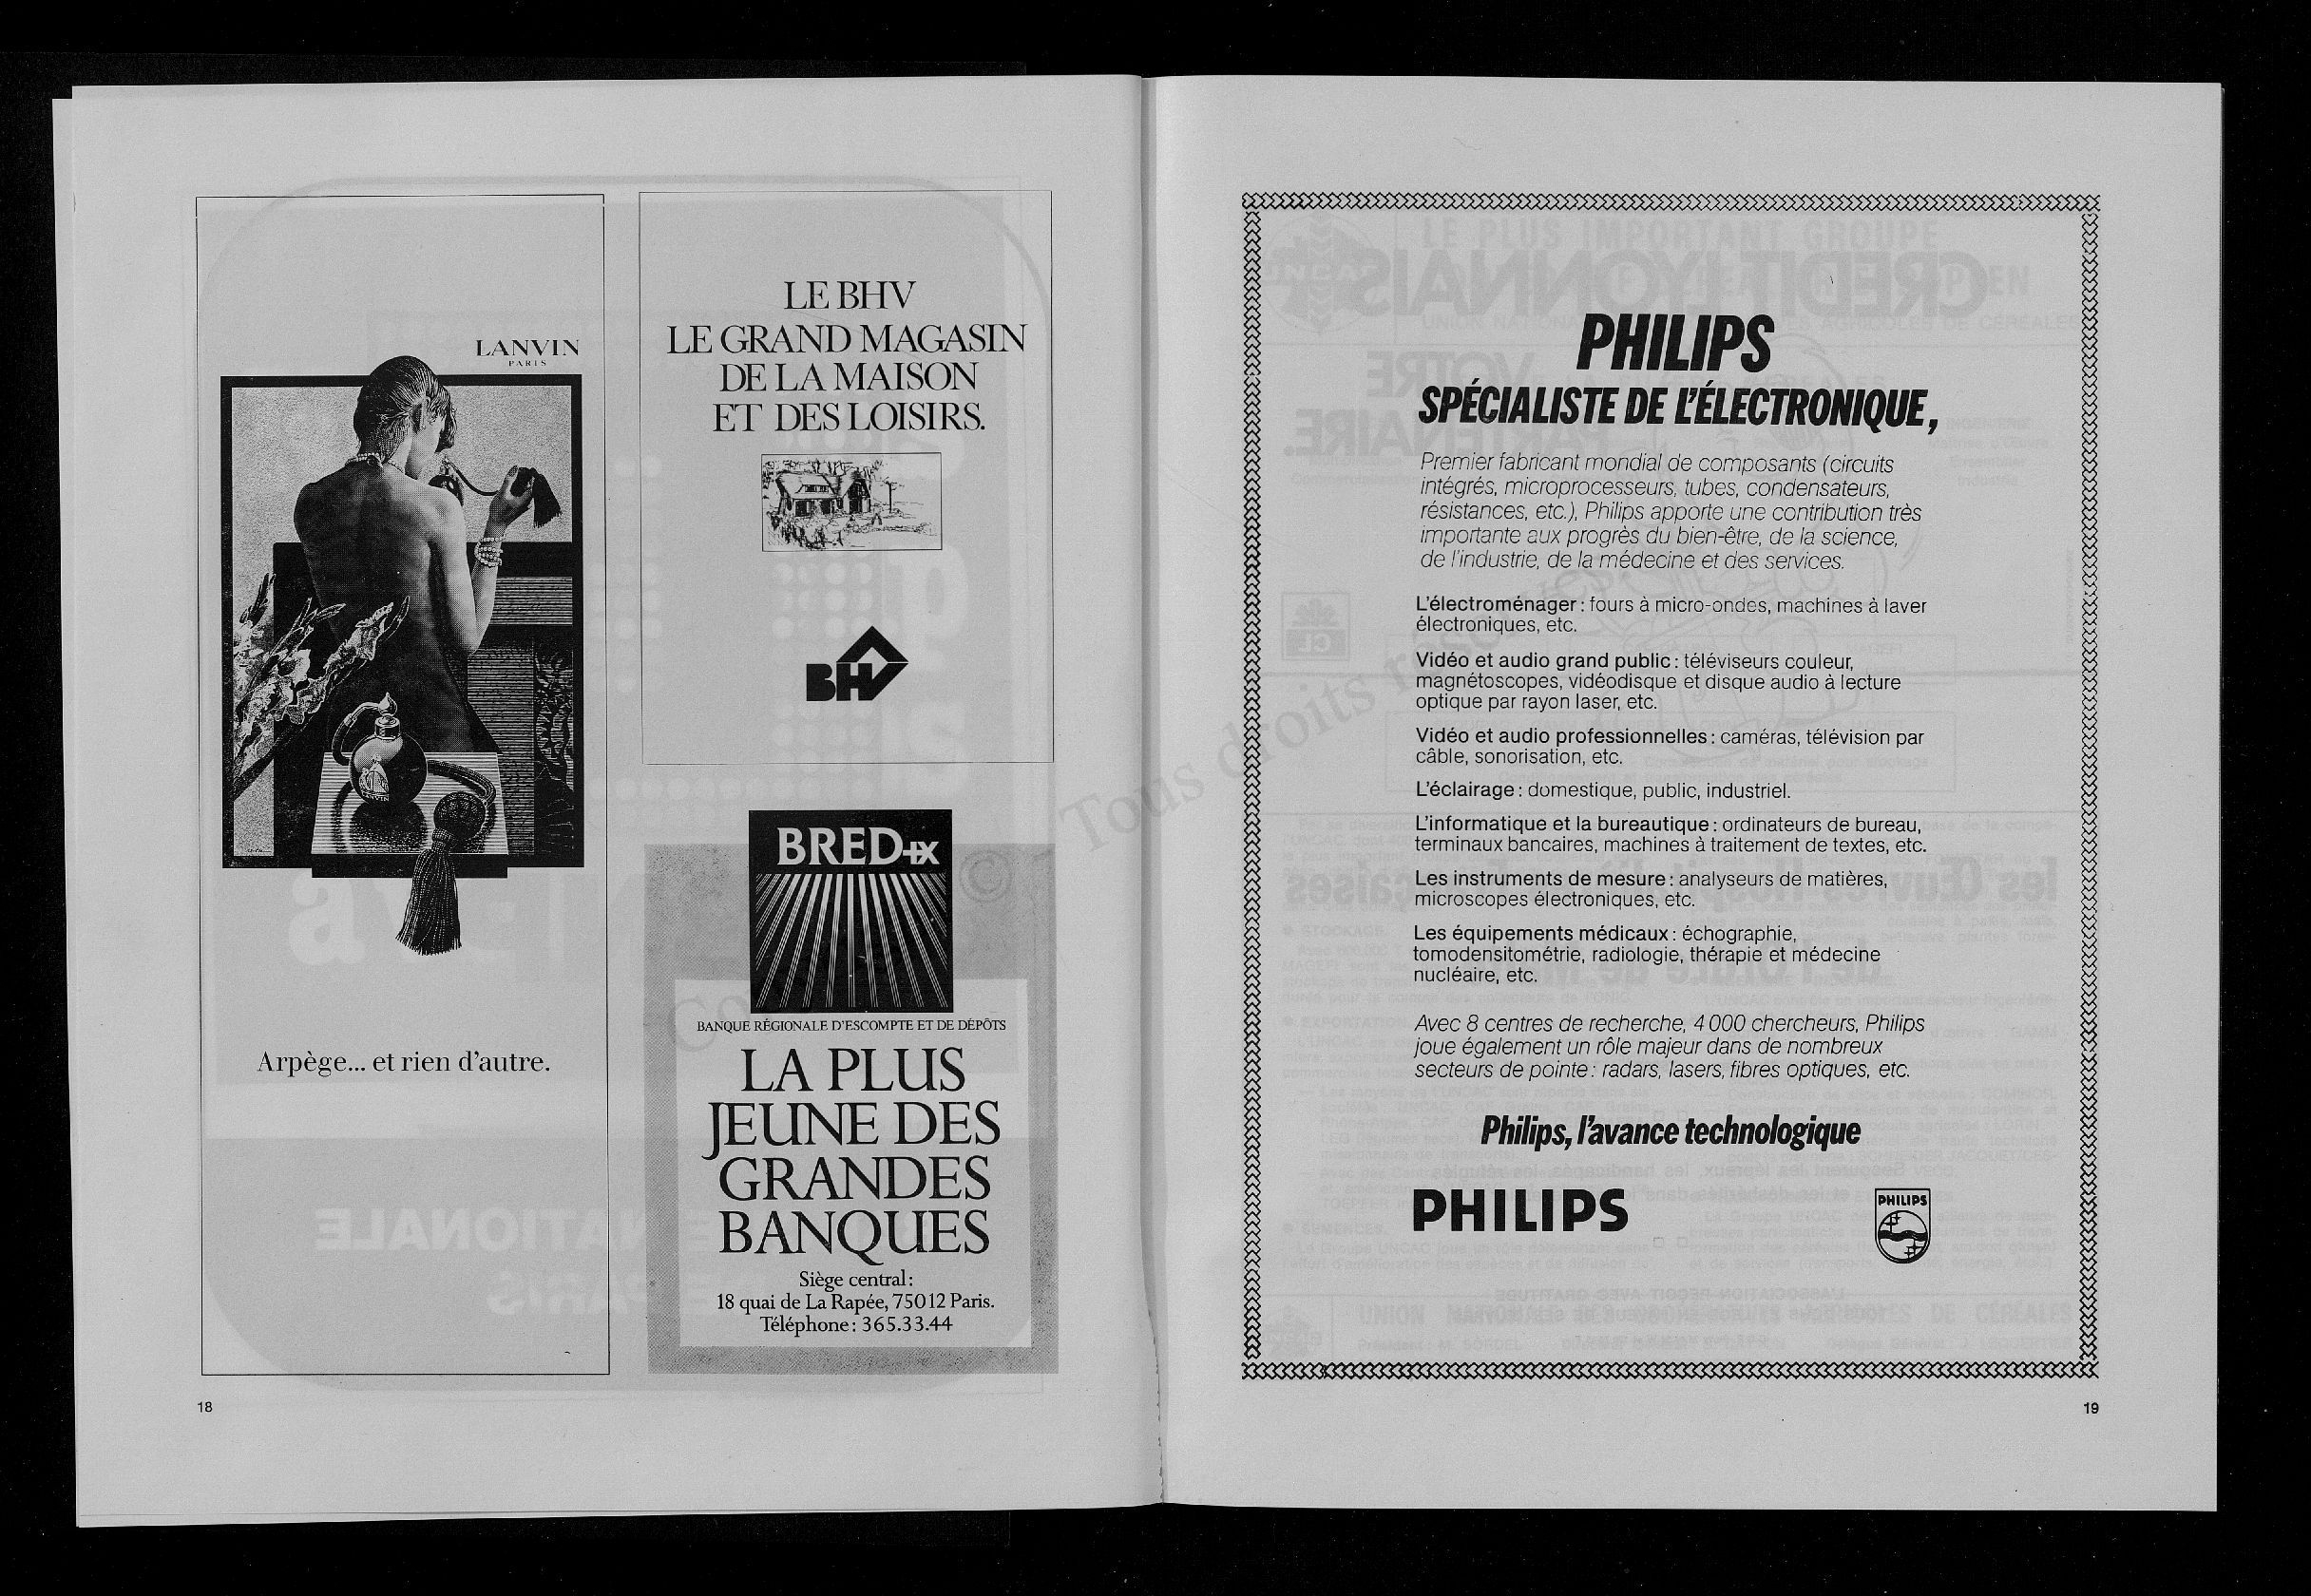 LANVIN
PARIS
LANVIN
Arpège... et rien d'autre.
LE BHV
LE GRAND MAGASIN
DE LA MAISON
ET DES LOISIRS.
BHV
BRED
BANQUE RÉGIONALE D'ESCOMPTE ET DE DÉPÔTS
LA PLUS
JEUNE DES
GRANDES
BANQUES
Siège central:
18 quai de La Rapée, 75012 Paris.
Téléphone: 365.33.44
18
© Tous droits
PHILIPS
SPÉCIALISTE DE L'ÉLECTRONIQUE,
Premier fabricant mondial de composants (circuits
intégrés, microprocesseurs, tubes, condensateurs,
résistances, etc.), Philips apporte une contribution très
importante aux progrès du bien-être, de la science,
de l'industrie, de la médecine et des services.
L'électroménager : fours à micro-ondes, machines à laver
électroniques, etc.
Vidéo et audio grand public : téléviseurs couleur,
magnétoscopes, vidéodisque et disque audio à lecture
optique par rayon laser, etc.
Vidéo et audio professionnelles : caméras, télévision par
câble, sonorisation, etc.
L'éclairage : domestique, public, industriel.
L'informatique et la bureautique : ordinateurs de bureau,
terminaux bancaires, machines à traitement de textes, etc.
Les instruments de mesure : analyseurs de matières,
microscopes électroniques, etc.
Les équipements médicaux : échographie,
tomodensitométrie, radiologie, thérapie et médecine
nucléaire, etc.
Avec 8 centres de recherche, 4 000 chercheurs, Philips
joue également un rôle majeur dans de nombreux
secteurs de pointe : radars, lasers, fibres optiques, etc.
Philips, l'avance technologique
PHILIPS
PHILIPS
19